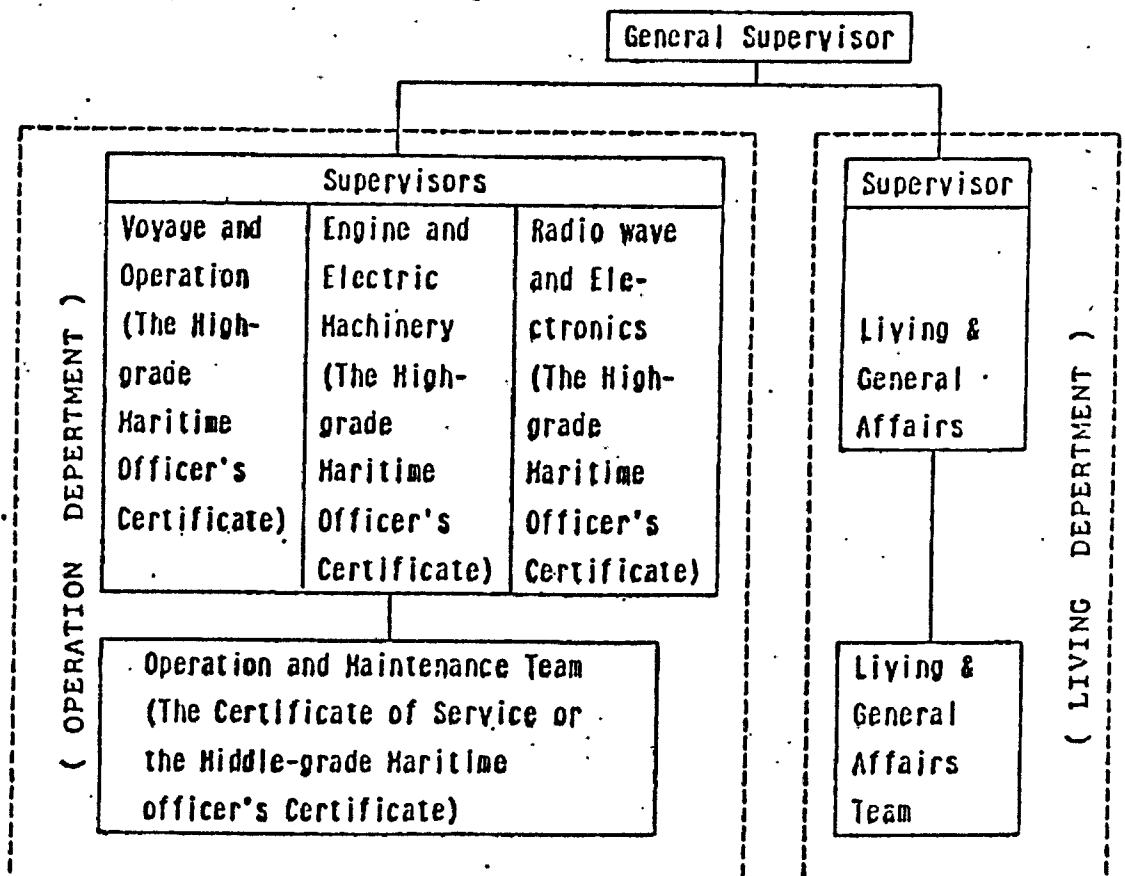 General Supervisor
Supervisors
Voyage and
Operation
(The High-
grade
Maritime
Officer's
Certificate)
Engine and
Electric
Machinery
(The High-
grade
Maritime
Officer's
Certificate)
Radio wave
and Ele-
ctronics
(The High-
grade
Maritime
Officer's
Certificate)
Operation and Maintenance Team
(The Certificate of Service or
the Middle-grade Maritime
officer's Certificate)
( OPERATION DEPERTMENT )
Supervisor
Living &
General
Affairs
Living &
General
Affairs
Team
( LIVING DEPERTMENT )